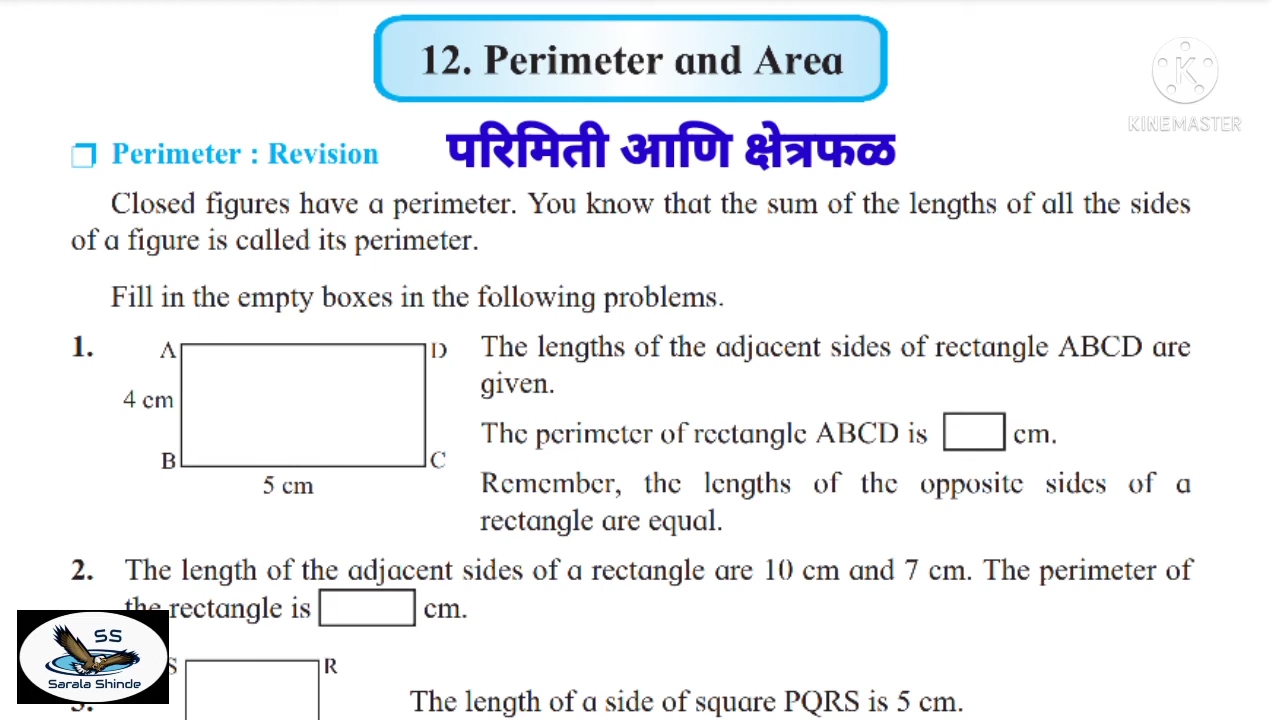 12. Perimeter and Area
KINEMASTER
Perimeter : Revision
परिमिती आणि क्षेत्रफळ
Closed figures have a perimeter. You know that the sum of the lengths of all the sides
of a figure is called its perimeter.
Fill in the empty boxes in the following problems.
1.
A
D
4 cm
B
C
5 cm
The lengths of the adjacent sides of rectangle ABCD are
given.
The perimeter of rectangle ABCD is cm.
Remember, the lengths of the opposite sides of a
rectangle are equal.
2. The length of the adjacent sides of a rectangle are 10 cm and 7 cm. The perimeter of
the rectangle is cm.
SS
Sarala Shinde
S
R
3.
The length of a side of square PQRS is 5 cm.